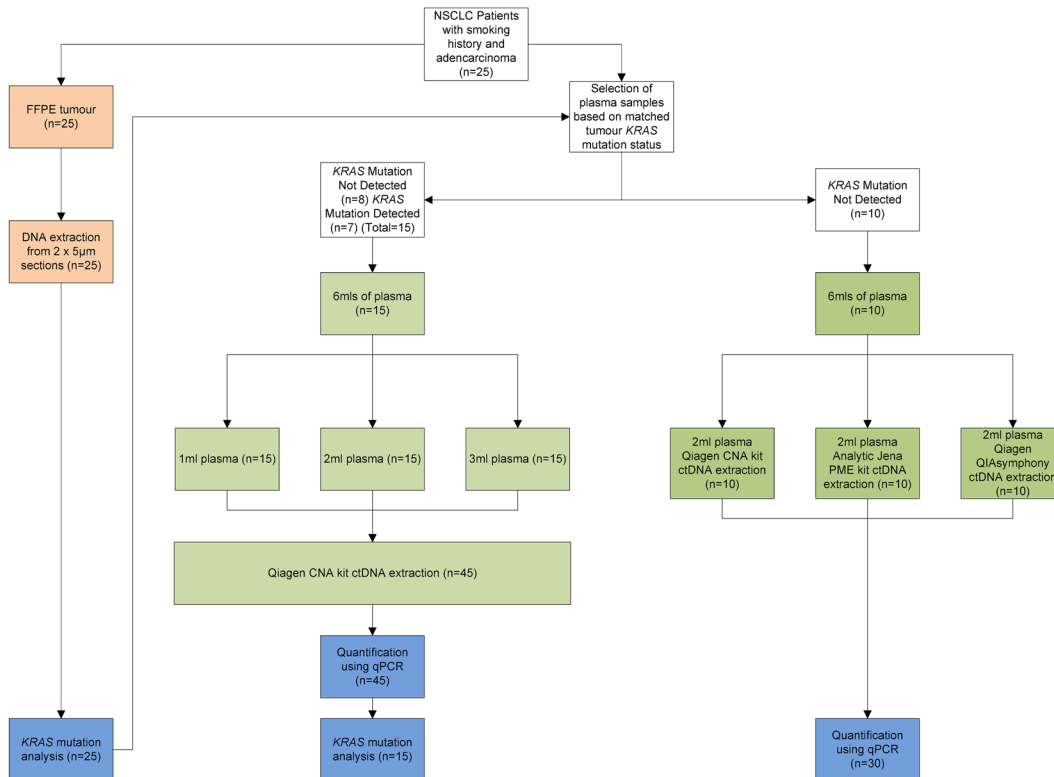 NSCLC Patients
with smoking
history and
adencarcinoma
(n=25)
FFPE tumour
(n=25)
Selection of
plasma samples
based on matched
tumour KRAS
mutation status
KRAS Mutation
Not Detected
(n=8) KRAS
Mutation Detected
(n=7) (Total=15)
KRAS Mutation
Not Detected
(n=10)
DNA extraction
from 2 x 5µm
sections (n=25)
6mls of plasma
(n=15)
6mls of plasma
(n=10)
1ml plasma (n=15)
2ml plasma (n=15)
3ml plasma (n=15)
2ml plasma
Qiagen CNA kit
ctDNA extraction
(n=10)
2ml plasma
Analytic Jena
PME kit ctDNA
extraction (n=10)
2ml plasma
Qiagen
QIAsymphony
ctDNA extraction
(n=10)
Qiagen CNA kit ctDNA extraction (n=45)
Quantification
using qPCR
(n=45)
KRAS mutation
analysis (n=25)
KRAS mutation
analysis (n=15)
Quantification
using qPCR
(n=30)